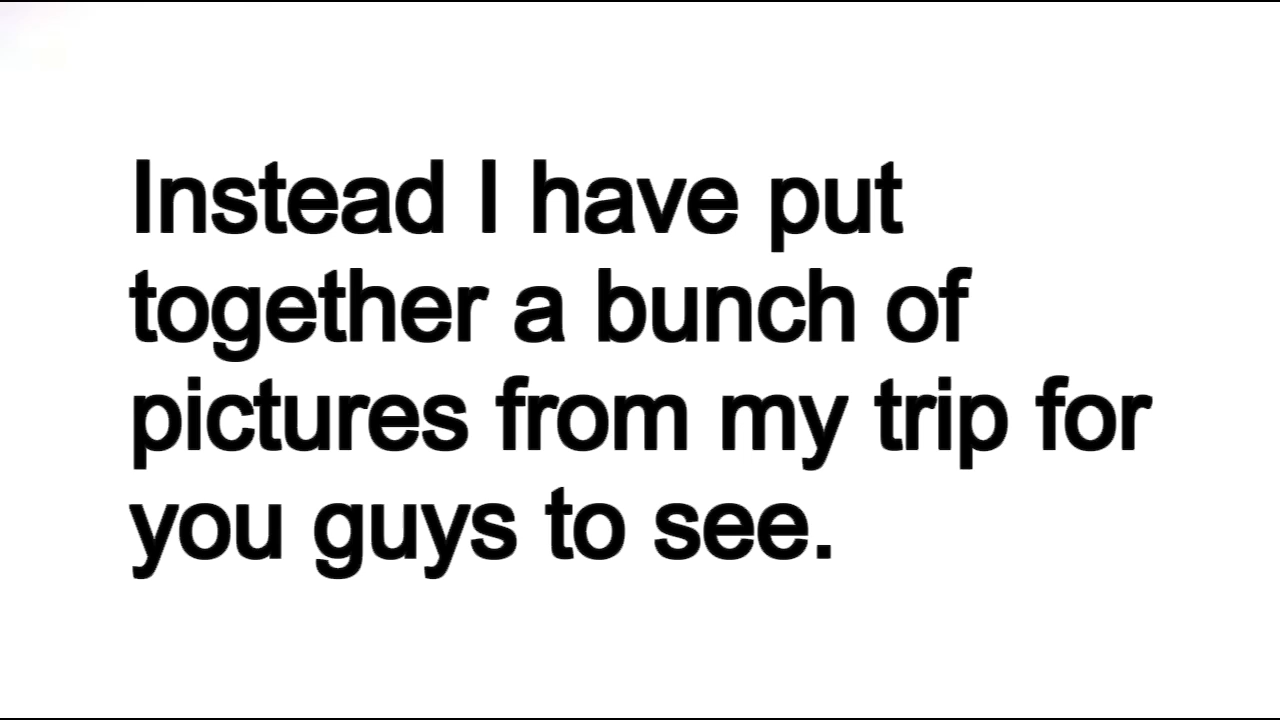 Instead I have put
together a bunch of
pictures from my trip for
you guys to see.